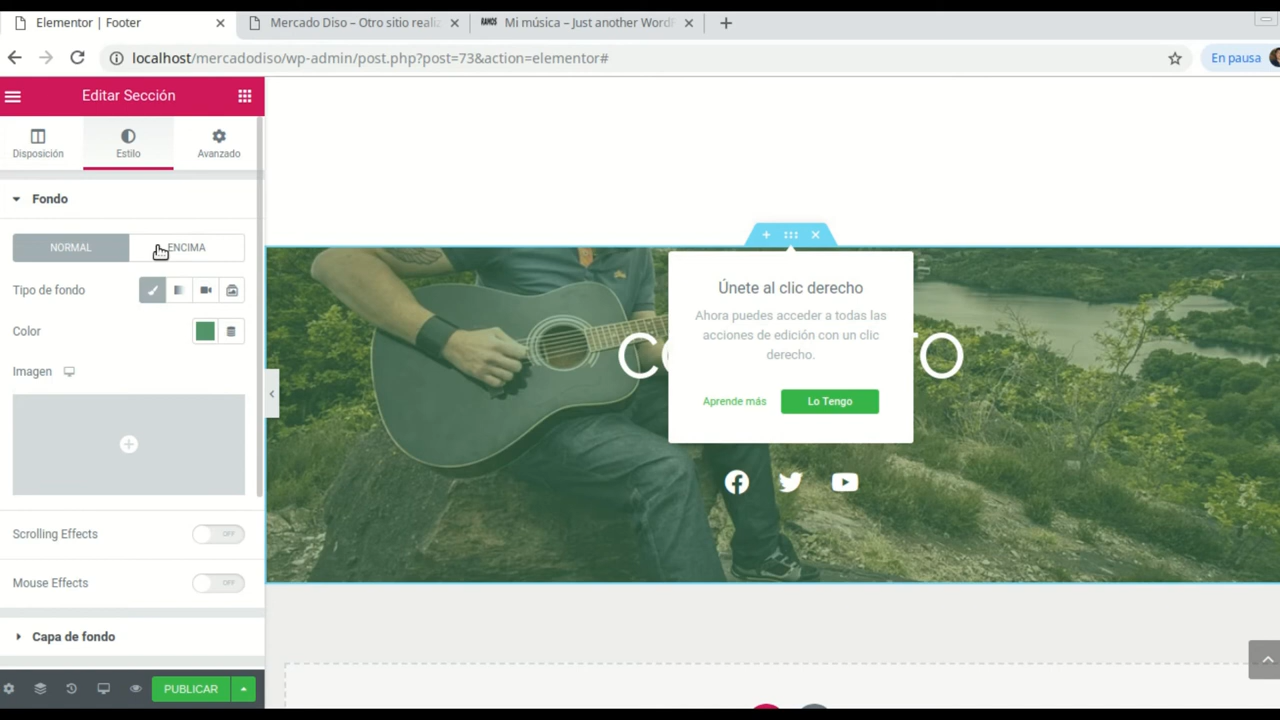 Elementor | Footer
Mercado Diso – Otro sitio realiz
RAMOS
Mi música – Just another WordP
localhost/mercadodiso/wp-admin/post.php?post=73&action=elementor#
En pausa
Editar Sección
Disposición
Estilo
Avanzado
Fondo
NORMAL
ENCIMA
Tipo de fondo
Color
Imagen
Scrolling Effects
OFF
Mouse Effects
OFF
Capa de fondo
PUBLICAR
Únete al clic derecho
Ahora puedes acceder a todas las
acciones de edición con un clic
derecho.
Aprende más
Lo Tengo